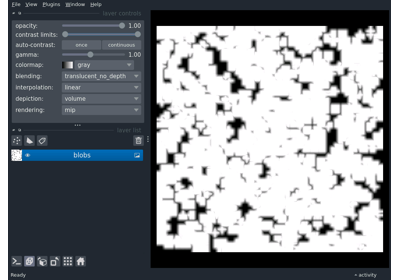 File View Plugins Window Help
layer controls
opacity: 1.00
contrast limits:
auto-contrast: once continuous
gamma: 1.00
colormap: gray
blending: translucent_no_depth
interpolation: linear
depiction: volume
rendering: mip
layer list
blobs
Ready
activity